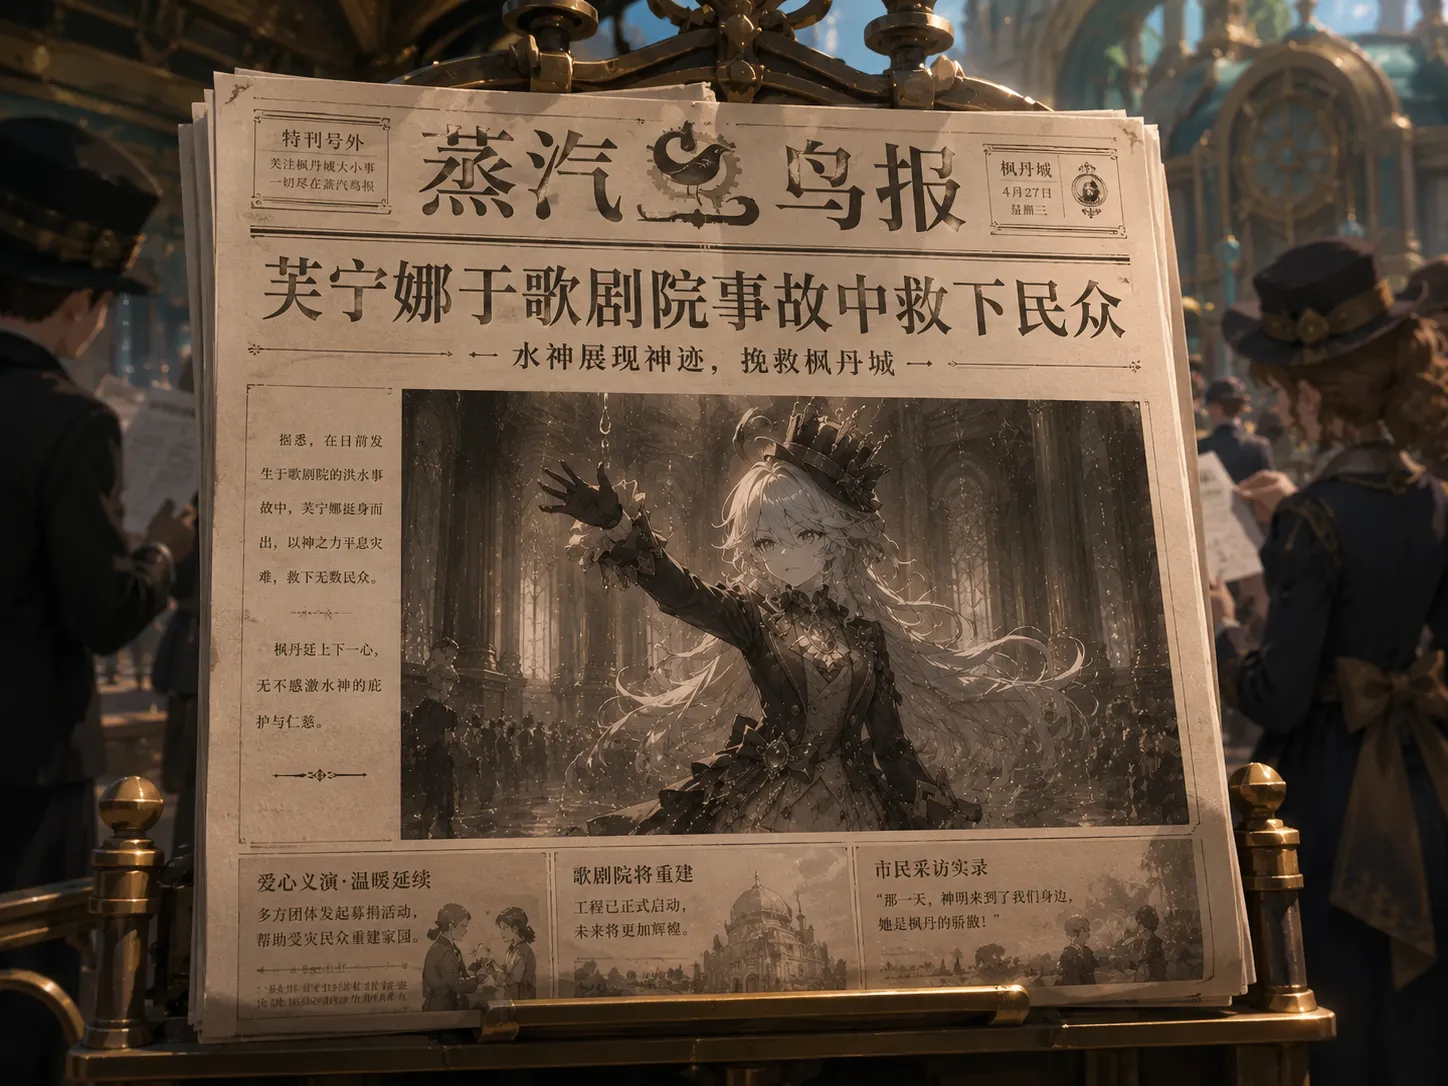 特刊号外
关注枫丹城大小事
一切尽在蒸汽鸟报
蒸汽鸟报
枫丹城
4月27日
星期三
芙宁娜于歌剧院事故中救下民众
水神展现神迹，挽救枫丹城
据悉，在日前发
生于歌剧院的洪水事
故中，芙宁娜挺身而
出，以神之力平息灾
难，救下无数民众。
枫丹廷上下一心，
无不感激水神的庇
护与仁慈。
爱心义演·温暖延续
多方团体发起募捐活动，
帮助受灾民众重建家园。
歌剧院将重建
工程已正式启动，
未来将更加辉煌。
市民采访实录
“那一天，神明来到了我们身边，
她是枫丹的骄傲！”